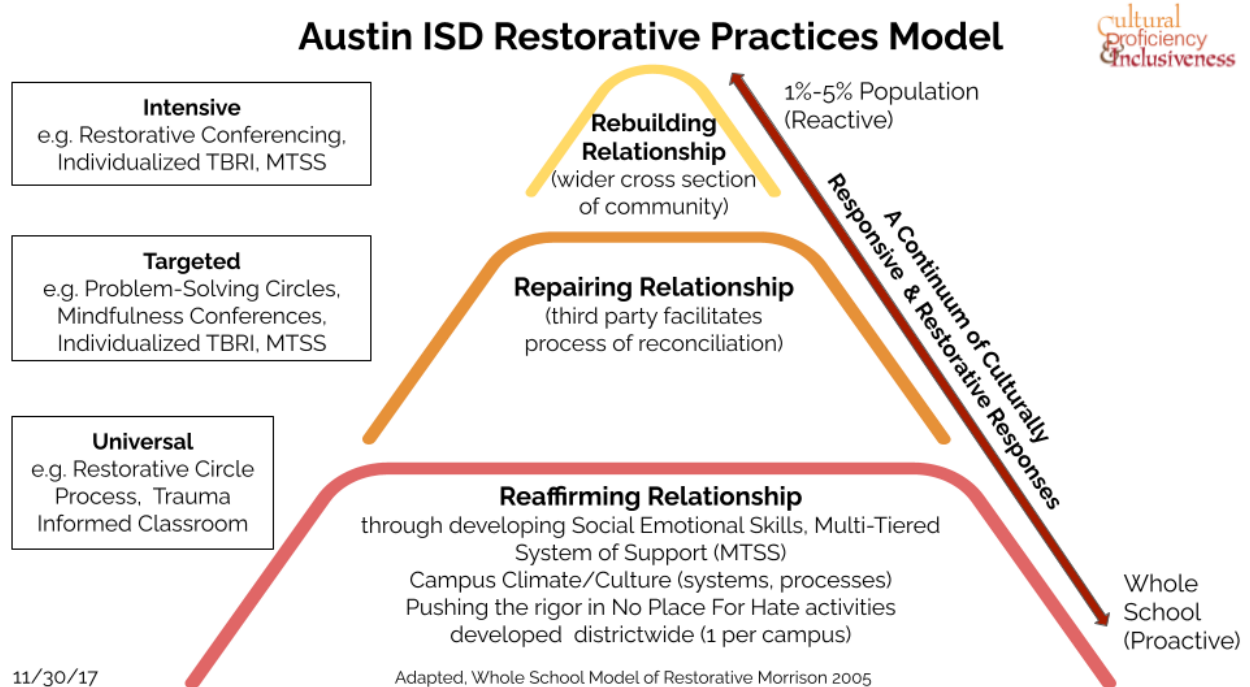 Austin ISD Restorative Practices Model
Cultural
Proficiency
&Inclusiveness
Intensive
e.g. Restorative Conferencing,
Individualized TBRI, MTSS
Rebuilding
Relationship
(wider cross section
of community)
1%-5% Population
(Reactive)
Targeted
e.g. Problem-Solving Circles,
Mindfulness Conferences,
Individualized TBRI, MTSS
Repairing Relationship
(third party facilitates
process of reconciliation)
A Continuum of Culturally
Responsive & Restorative Responses
Universal
e.g. Restorative Circle
Process, Trauma
Informed Classroom
Reaffirming Relationship
through developing Social Emotional Skills, Multi-Tiered
System of Support (MTSS)
Campus Climate/Culture (systems, processes)
Pushing the rigor in No Place For Hate activities
developed districtwide (1 per campus)
Whole
School
(Proactive)
11/30/17
Adapted, Whole School Model of Restorative Morrison 2005